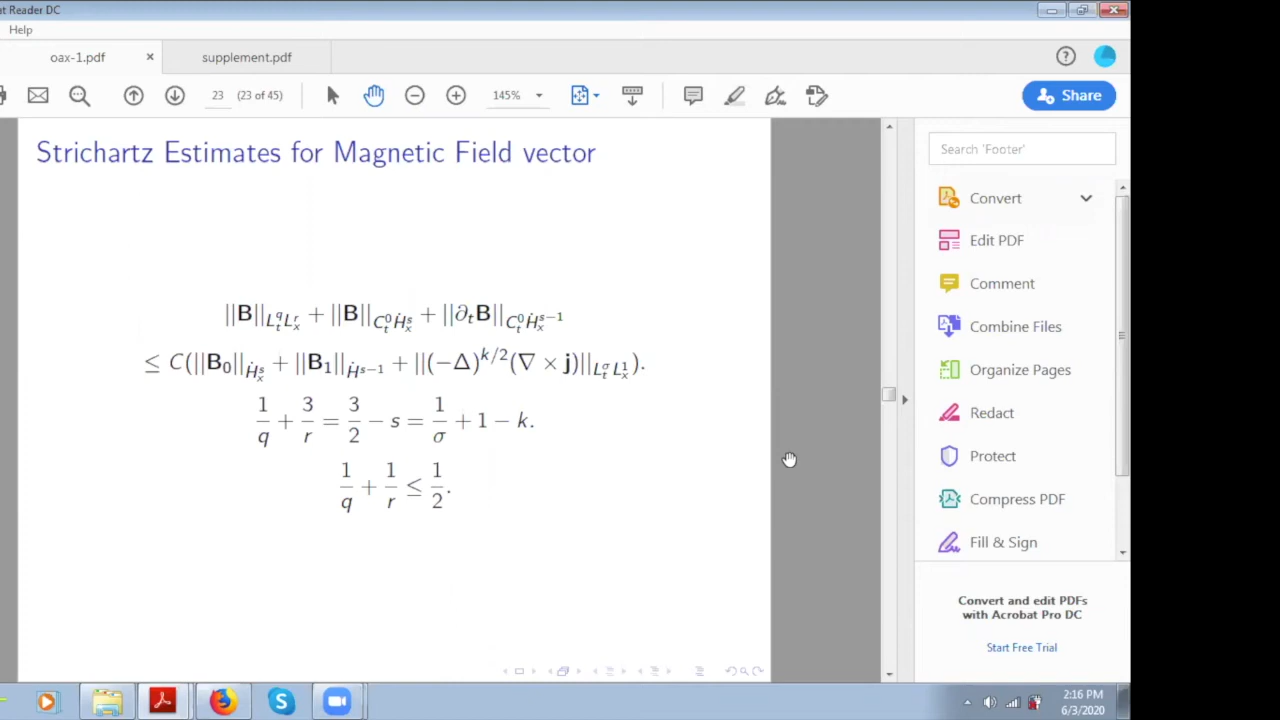 at Reader DC
Help
oax-1.pdf
supplement.pdf
23 (23 of 45)
145%
Share
Strichartz Estimates for Magnetic Field vector
||B||_{L^q_t L^r_x} + ||B||_{C^0_t Ḣ^s_x} + ||∂_t B||_{C^0_t Ḣ^{s-1}_x}
≤ C(||B_0||_{Ḣ^s_x} + ||B_1||_{Ḣ^{s-1}} + ||(-Δ)^{k/2}(∇ × j)||_{L^σ_t L^1_x}).
1/q + 3/r = 3/2 − s = 1/σ + 1 − k.
1/q + 1/r ≤ 1/2.
Search 'Footer'
Convert
Edit PDF
Comment
Combine Files
Organize Pages
Redact
Protect
Compress PDF
Fill & Sign
Convert and edit PDFs
with Acrobat Pro DC
Start Free Trial
2:16 PM
6/3/2020